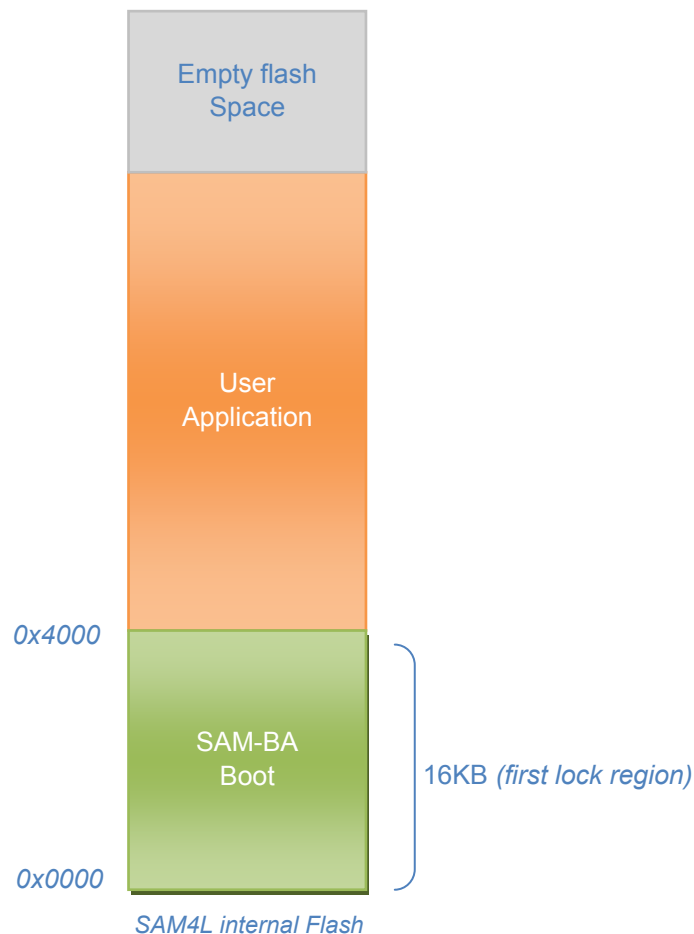 Empty flash
Space
User
Application
0x4000
SAM-BA
Boot
16KB (first lock region)
0x0000
SAM4L internal Flash